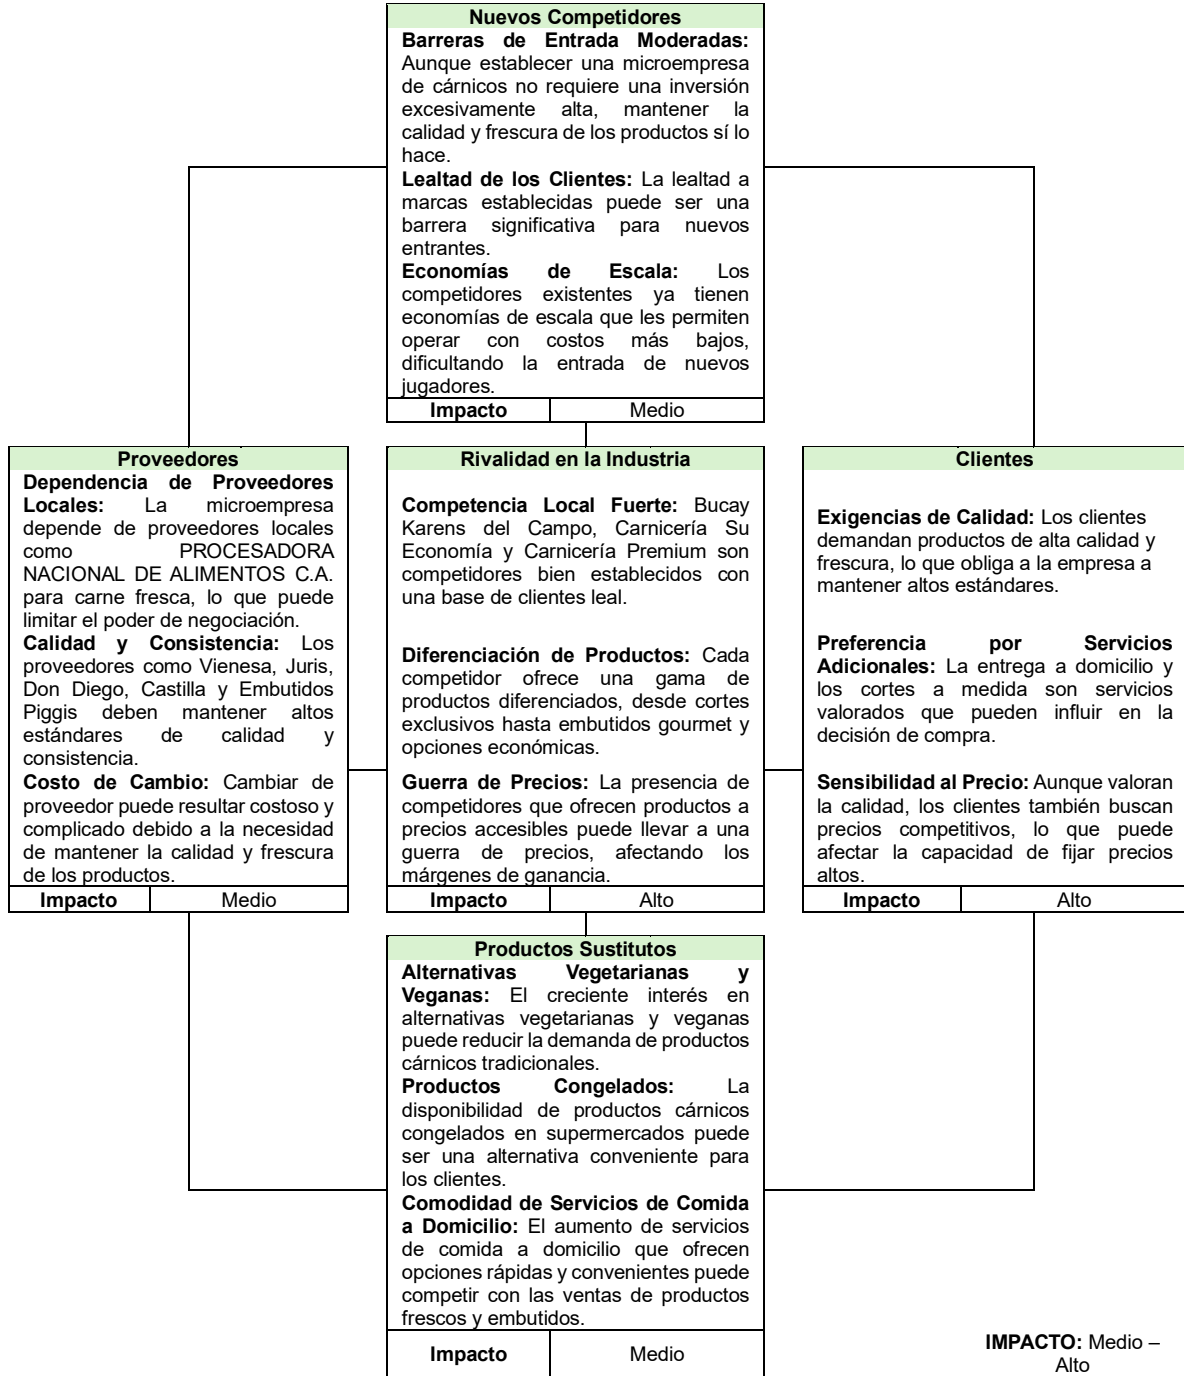 Nuevos Competidores
Barreras de Entrada Moderadas:
Aunque establecer una microempresa
de cárnicos no requiere una inversión
excesivamente alta, mantener la
calidad y frescura de los productos sí lo
hace.
Lealtad de los Clientes: La lealtad a
marcas establecidas puede ser una
barrera significativa para nuevos
entrantes.
Economías de Escala: Los
competidores existentes ya tienen
economías de escala que les permiten
operar con costos más bajos,
dificultando la entrada de nuevos
jugadores.
Impacto Medio
Proveedores
Dependencia de Proveedores
Locales: La microempresa
depende de proveedores locales
como PROCESADORA
NACIONAL DE ALIMENTOS C.A.
para carne fresca, lo que puede
limitar el poder de negociación.
Calidad y Consistencia: Los
proveedores como Vienesa, Juris,
Don Diego, Castilla y Embutidos
Piggis deben mantener altos
estándares de calidad y
consistencia.
Costo de Cambio: Cambiar de
proveedor puede resultar costoso y
complicado debido a la necesidad
de mantener la calidad y frescura
de los productos.
Impacto Medio
Rivalidad en la Industria
Competencia Local Fuerte: Bucay
Karens del Campo, Carnicería Su
Economía y Carnicería Premium son
competidores bien establecidos con
una base de clientes leal.
Diferenciación de Productos: Cada
competidor ofrece una gama de
productos diferenciados, desde cortes
exclusivos hasta embutidos gourmet y
opciones económicas.
Guerra de Precios: La presencia de
competidores que ofrecen productos a
precios accesibles puede llevar a una
guerra de precios, afectando los
márgenes de ganancia.
Impacto Alto
Clientes
Exigencias de Calidad: Los clientes
demandan productos de alta calidad y
frescura, lo que obliga a la empresa a
mantener altos estándares.
Preferencia por Servicios
Adicionales: La entrega a domicilio y
los cortes a medida son servicios
valorados que pueden influir en la
decisión de compra.
Sensibilidad al Precio: Aunque valoran
la calidad, los clientes también buscan
precios competitivos, lo que puede
afectar la capacidad de fijar precios
altos.
Impacto Alto
Productos Sustitutos
Alternativas Vegetarianas y
Veganas: El creciente interés en
alternativas vegetarianas y veganas
puede reducir la demanda de productos
cárnicos tradicionales.
Productos Congelados: La
disponibilidad de productos cárnicos
congelados en supermercados puede
ser una alternativa conveniente para
los clientes.
Comodidad de Servicios de Comida
a Domicilio: El aumento de servicios
de comida a domicilio que ofrecen
opciones rápidas y convenientes puede
competir con las ventas de productos
frescos y embutidos.
Impacto Medio
IMPACTO: Medio –
Alto